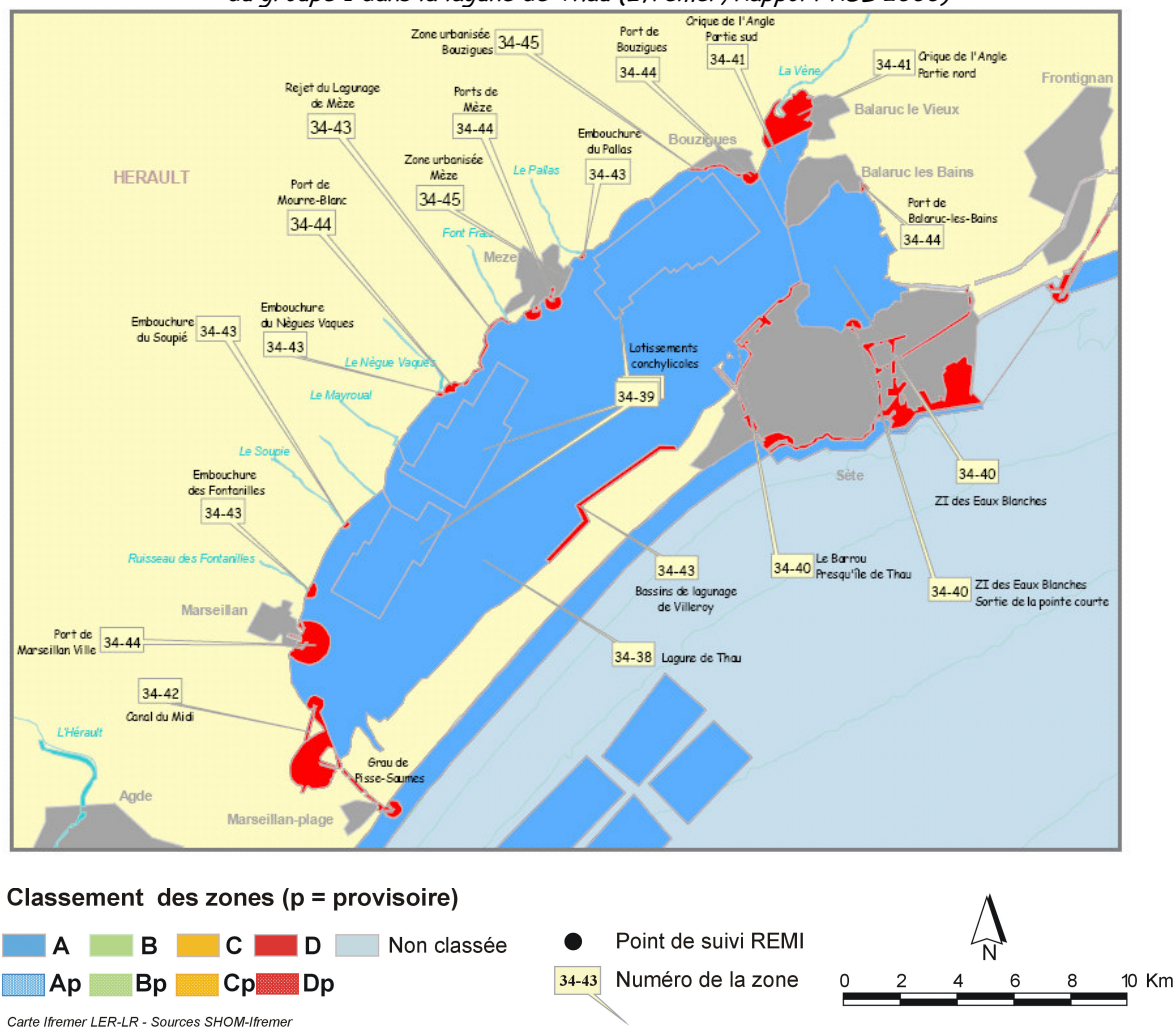 Zone urbanisée
Bouzigues
34-45
Port de
Bouzigues
34-44
Crique de l'Angle
Partie sud
34-41
La Vène
34-41
Crique de l'Angle
Partie nord
Frontignan
Rejet du Lagunage
de Mèze
34-43
Ports de
Mèze
34-44
Balaruc le Vieux
Embouchure
du Pallas
34-43
Bouzigues
HERAULT
Zone urbanisée
Mèze
34-45
Le Pallas
Balaruc les Bains
Port de
Mourre-Blanc
34-44
Port de
Balaruc-les-Bains
34-44
Meze
Embouchure
du Nègues Vaques
34-43
Embouchure
du Soupié
34-43
Lotissements
conchylicoles
34-39
Le Nègue Vaques
Le Mayroual
Le Soupie
Embouchure
des Fontanilles
34-43
Sète
34-40
ZI des Eaux Blanches
Ruisseau des Fontanilles
34-43
Bassins de lagunage
de Villeroy
34-40
Le Barrou
Presqu'île de Thau
34-40
ZI des Eaux Blanches
Sortie de la pointe courte
Marseillan
Port de
Marseillan Ville
34-44
34-38
Lagune de Thau
34-42
Canal du Midi
L'Hérault
Grau de
Pisse-Saumes
Agde
Marseillan-plage
Classement des zones (p = provisoire)
A B C D Non classée
Ap Bp Cp Dp
Point de suivi REMI
34-43 Numéro de la zone
N
0 2 4 6 8 10 Km
Carte Ifremer LER-LR - Sources SHOM-Ifremer